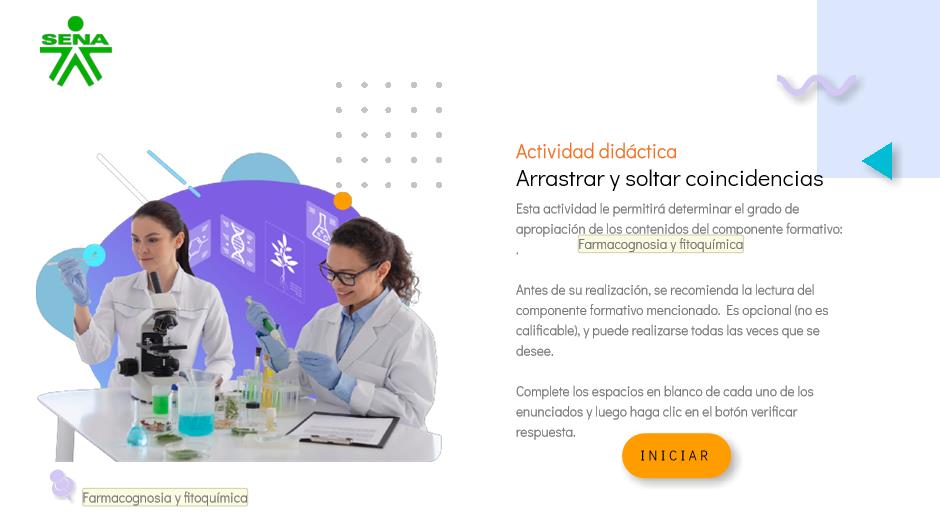 SENA
Actividad didáctica
Arrastrar y soltar coincidencias
Esta actividad le permitirá determinar el grado de
apropiación de los contenidos del componente formativo:
Farmacognosia y fitoquímica
.
Antes de su realización, se recomienda la lectura del
componente formativo mencionado. Es opcional (no es
calificable), y puede realizarse todas las veces que se
desee.
Complete los espacios en blanco de cada uno de los
enunciados y luego haga clic en el botón verificar
respuesta.
INICIAR
Farmacognosia y fitoquímica